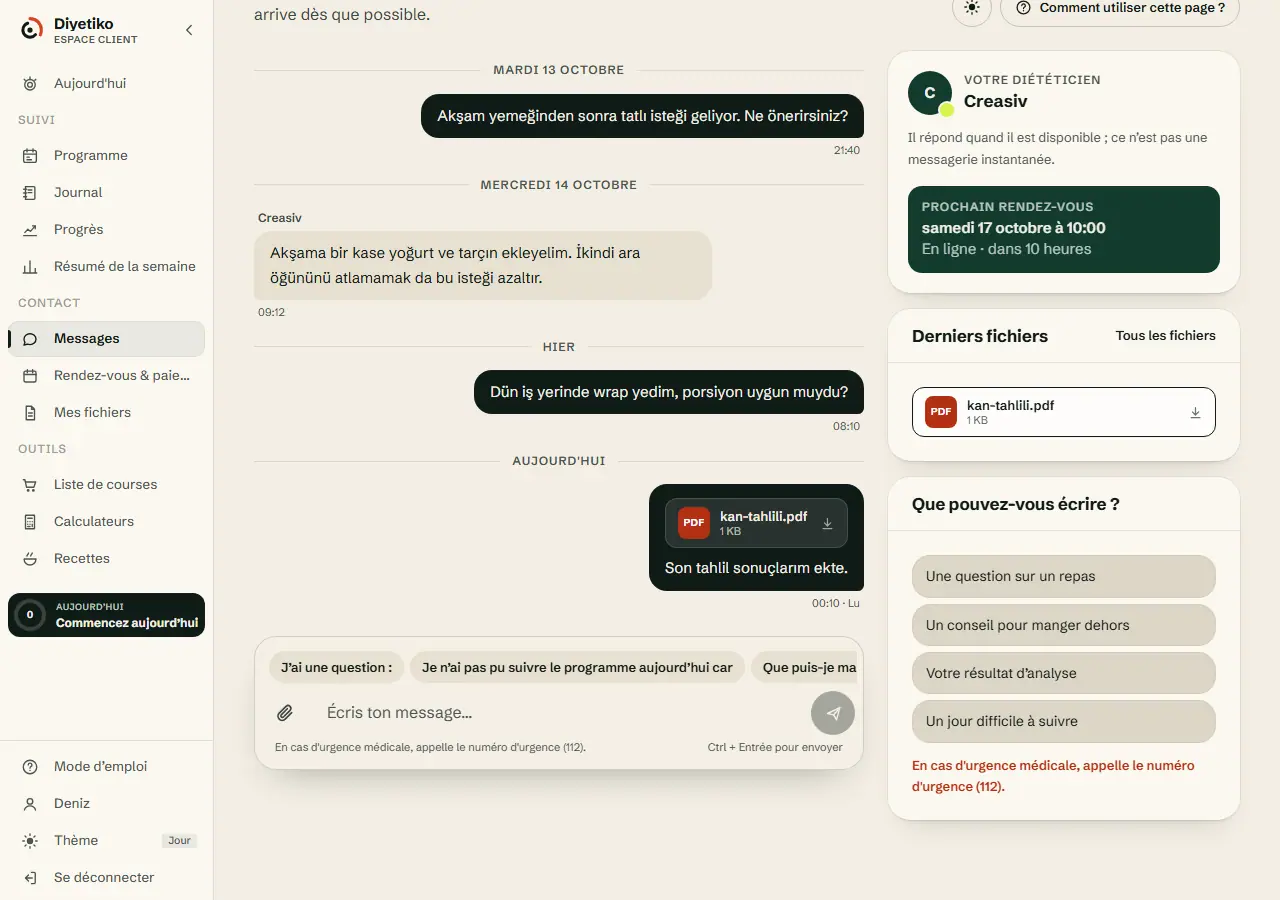 Diyetiko
ESPACE CLIENT
Aujourd'hui
SUIVI
Programme
Journal
Progrès
Résumé de la semaine
CONTACT
Messages
Rendez-vous & paie...
Mes fichiers
OUTILS
Liste de courses
Calculateurs
Recettes
0
AUJOURD'HUI
Commencez aujourd'hui
Mode d'emploi
Deniz
Thème
Jour
Se déconnecter
arrive dès que possible.
MARDI 13 OCTOBRE
Akşam yemeğinden sonra tatlı isteği geliyor. Ne önerirsiniz?
21:40
MERCREDI 14 OCTOBRE
Creasiv
Akşama bir kase yoğurt ve tarçın ekleyelim. İkindi ara
öğününü atlamamak da bu isteği azaltır.
09:12
HIER
Dün iş yerinde wrap yedim, porsiyon uygun muydu?
08:10
AUJOURD'HUI
PDF
kan-tahlili.pdf
1 KB
Son tahlil sonuçlarım ekte.
00:10 · Lu
J'ai une question :
Je n'ai pas pu suivre le programme aujourd'hui car
Que puis-je ma
Écris ton message...
En cas d'urgence médicale, appelle le numéro d'urgence (112).
Ctrl + Entrée pour envoyer
Comment utiliser cette page ?
C
VOTRE DIÉTÉTICIEN
Creasiv
Il répond quand il est disponible ; ce n'est pas une
messagerie instantanée.
PROCHAIN RENDEZ-VOUS
samedi 17 octobre à 10:00
En ligne · dans 10 heures
Derniers fichiers
Tous les fichiers
PDF
kan-tahlili.pdf
1 KB
Que pouvez-vous écrire ?
Une question sur un repas
Un conseil pour manger dehors
Votre résultat d'analyse
Un jour difficile à suivre
En cas d'urgence médicale, appelle le numéro
d'urgence (112).